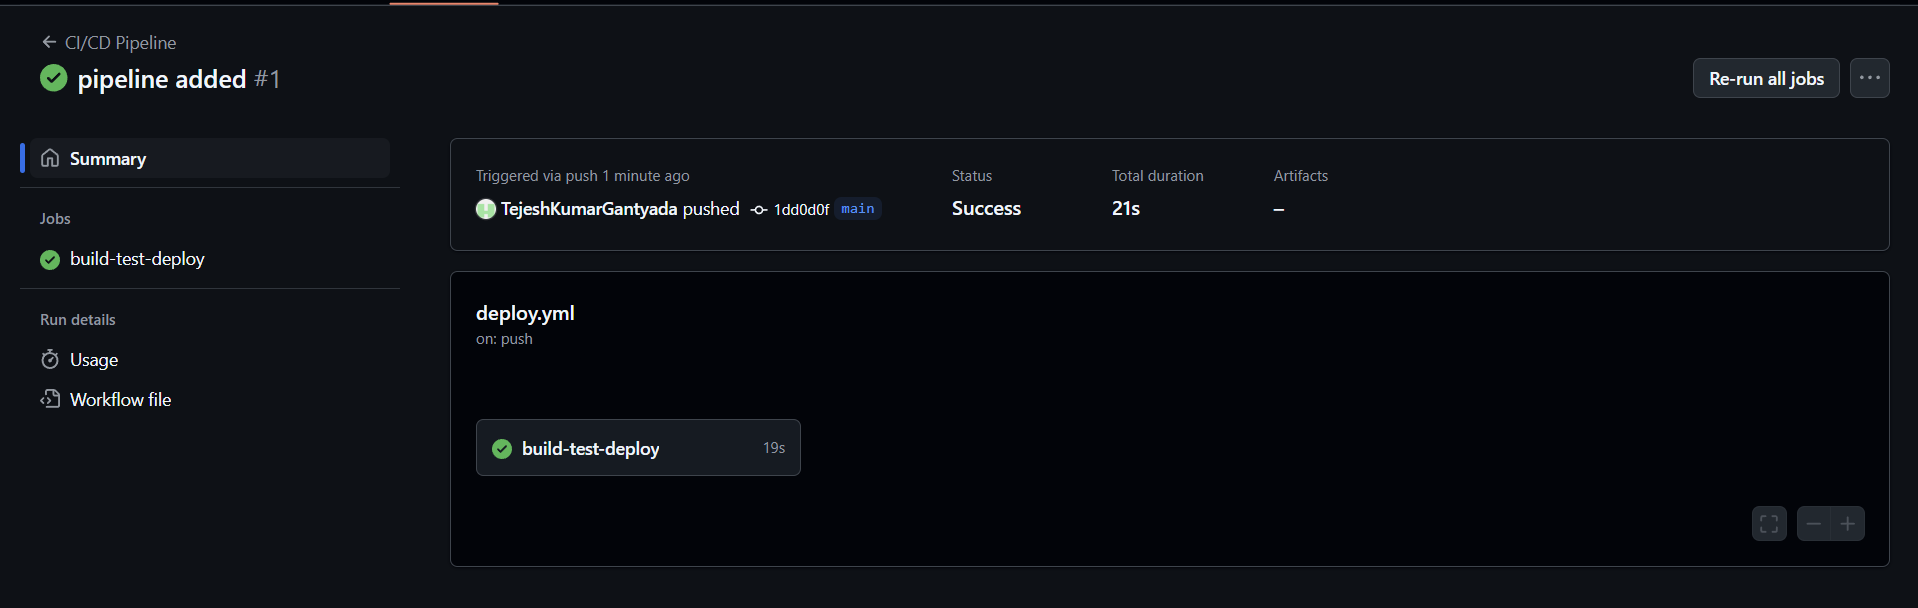 CI/CD Pipeline
pipeline added #1
Re-run all jobs
Summary
Jobs
build-test-deploy
Run details
Usage
Workflow file
Triggered via push 1 minute ago
TejeshKumarGantyada pushed 1dd0d0f main
Status
Success
Total duration
21s
Artifacts
–
deploy.yml
on: push
build-test-deploy 19s